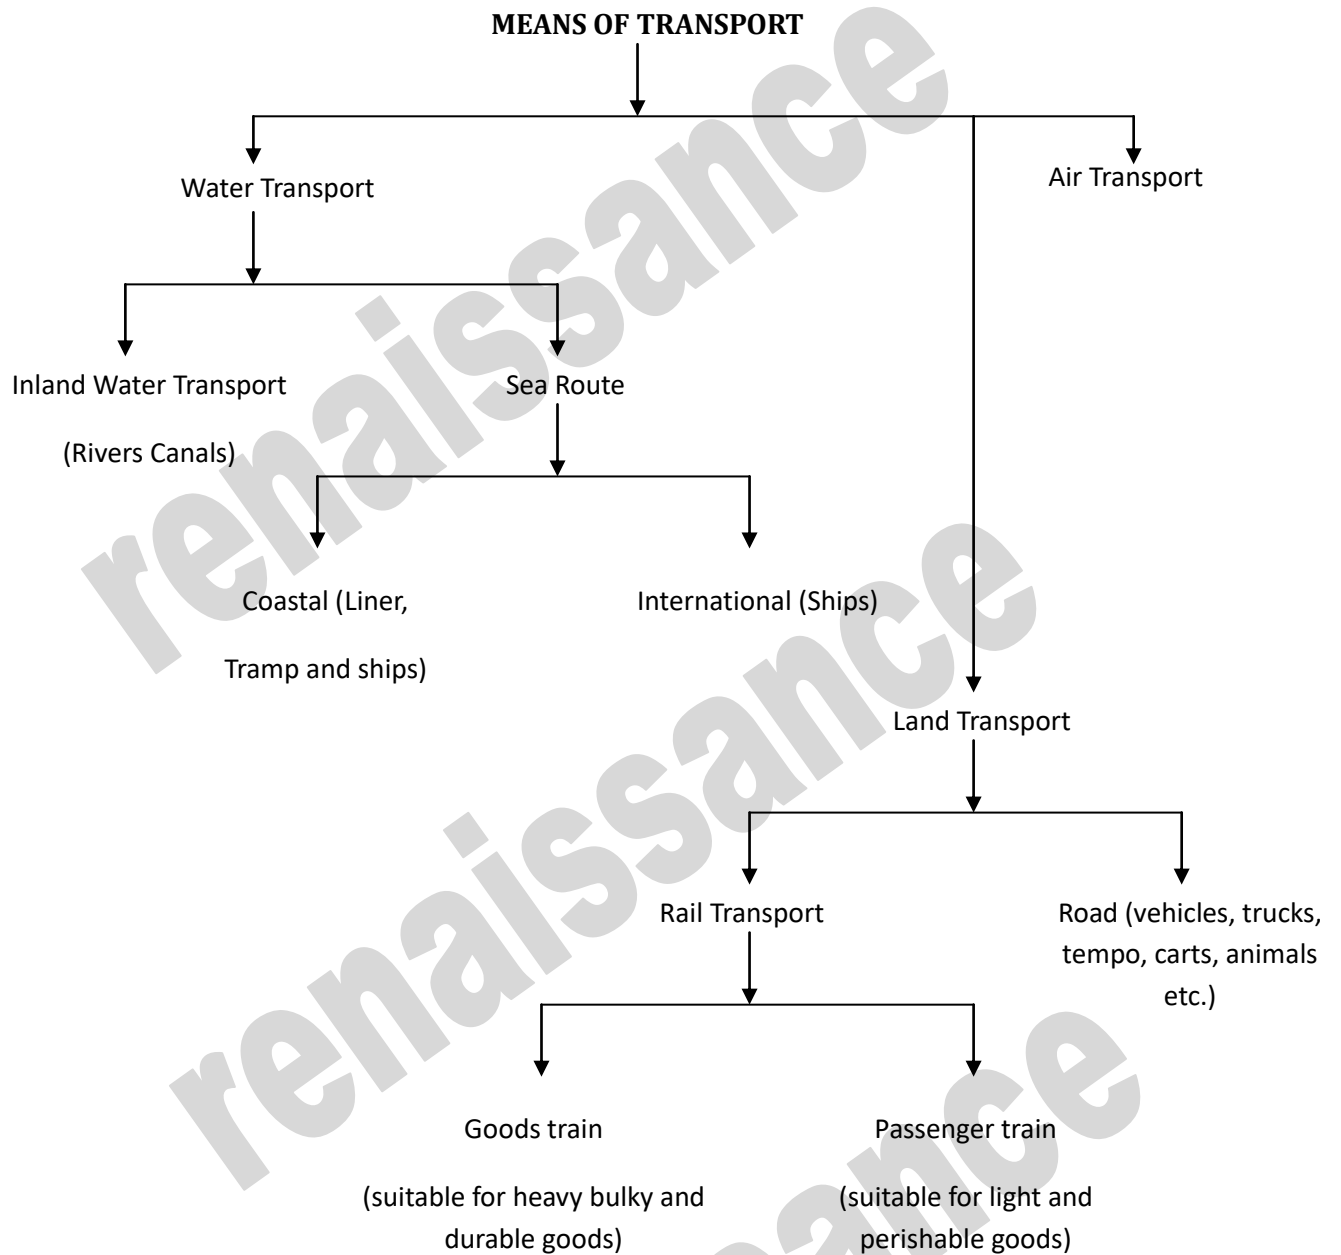 MEANS OF TRANSPORT
Water Transport
Air Transport
Inland Water Transport
(Rivers Canals)
Sea Route
Coastal (Liner,
Tramp and ships)
International (Ships)
Land Transport
Rail Transport
Road (vehicles, trucks,
tempo, carts, animals
etc.)
Goods train
(suitable for heavy bulky and
durable goods)
Passenger train
(suitable for light and
perishable goods)
renaissance
renaissance
nance